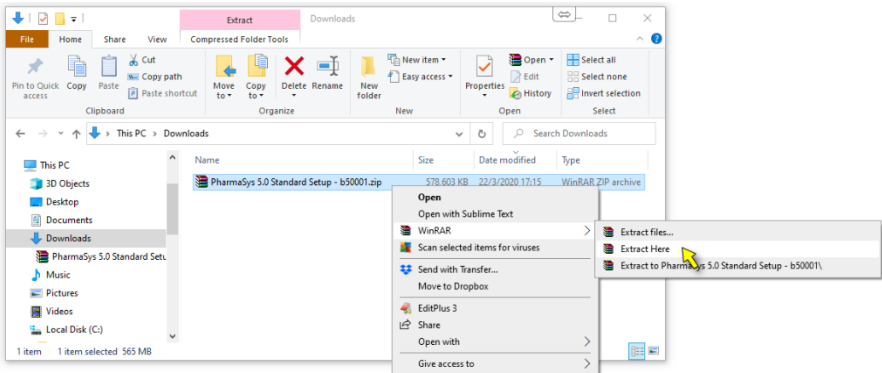 Extract
Downloads
File
Home
Share
View
Compressed Folder Tools
Pin to Quick access
Copy
Paste
Cut
Copy path
Paste shortcut
Move to
Copy to
Delete
Rename
New folder
New item
Easy access
Properties
Open
Edit
History
Select all
Select none
Invert selection
Clipboard
Organize
New
Open
Select
This PC > Downloads
Search Downloads
Name
Size
Date modified
Type
This PC
3D Objects
Desktop
Documents
Downloads
PharmaSys 5.0 Standard Setu
Music
Pictures
Videos
Local Disk (C:)
PharmaSys 5.0 Standard Setup - b50001.zip
578.603 KB
22/3/2020 17:15
WinRAR ZIP archive
Open
Open with Sublime Text
WinRAR
Scan selected items for viruses
Send with Transfer...
Move to Dropbox
EditPlus 3
Share
Open with
Give access to
Extract files...
Extract Here
Extract to PharmaSys 5.0 Standard Setup - b50001\
1 item
1 item selected 565 MB